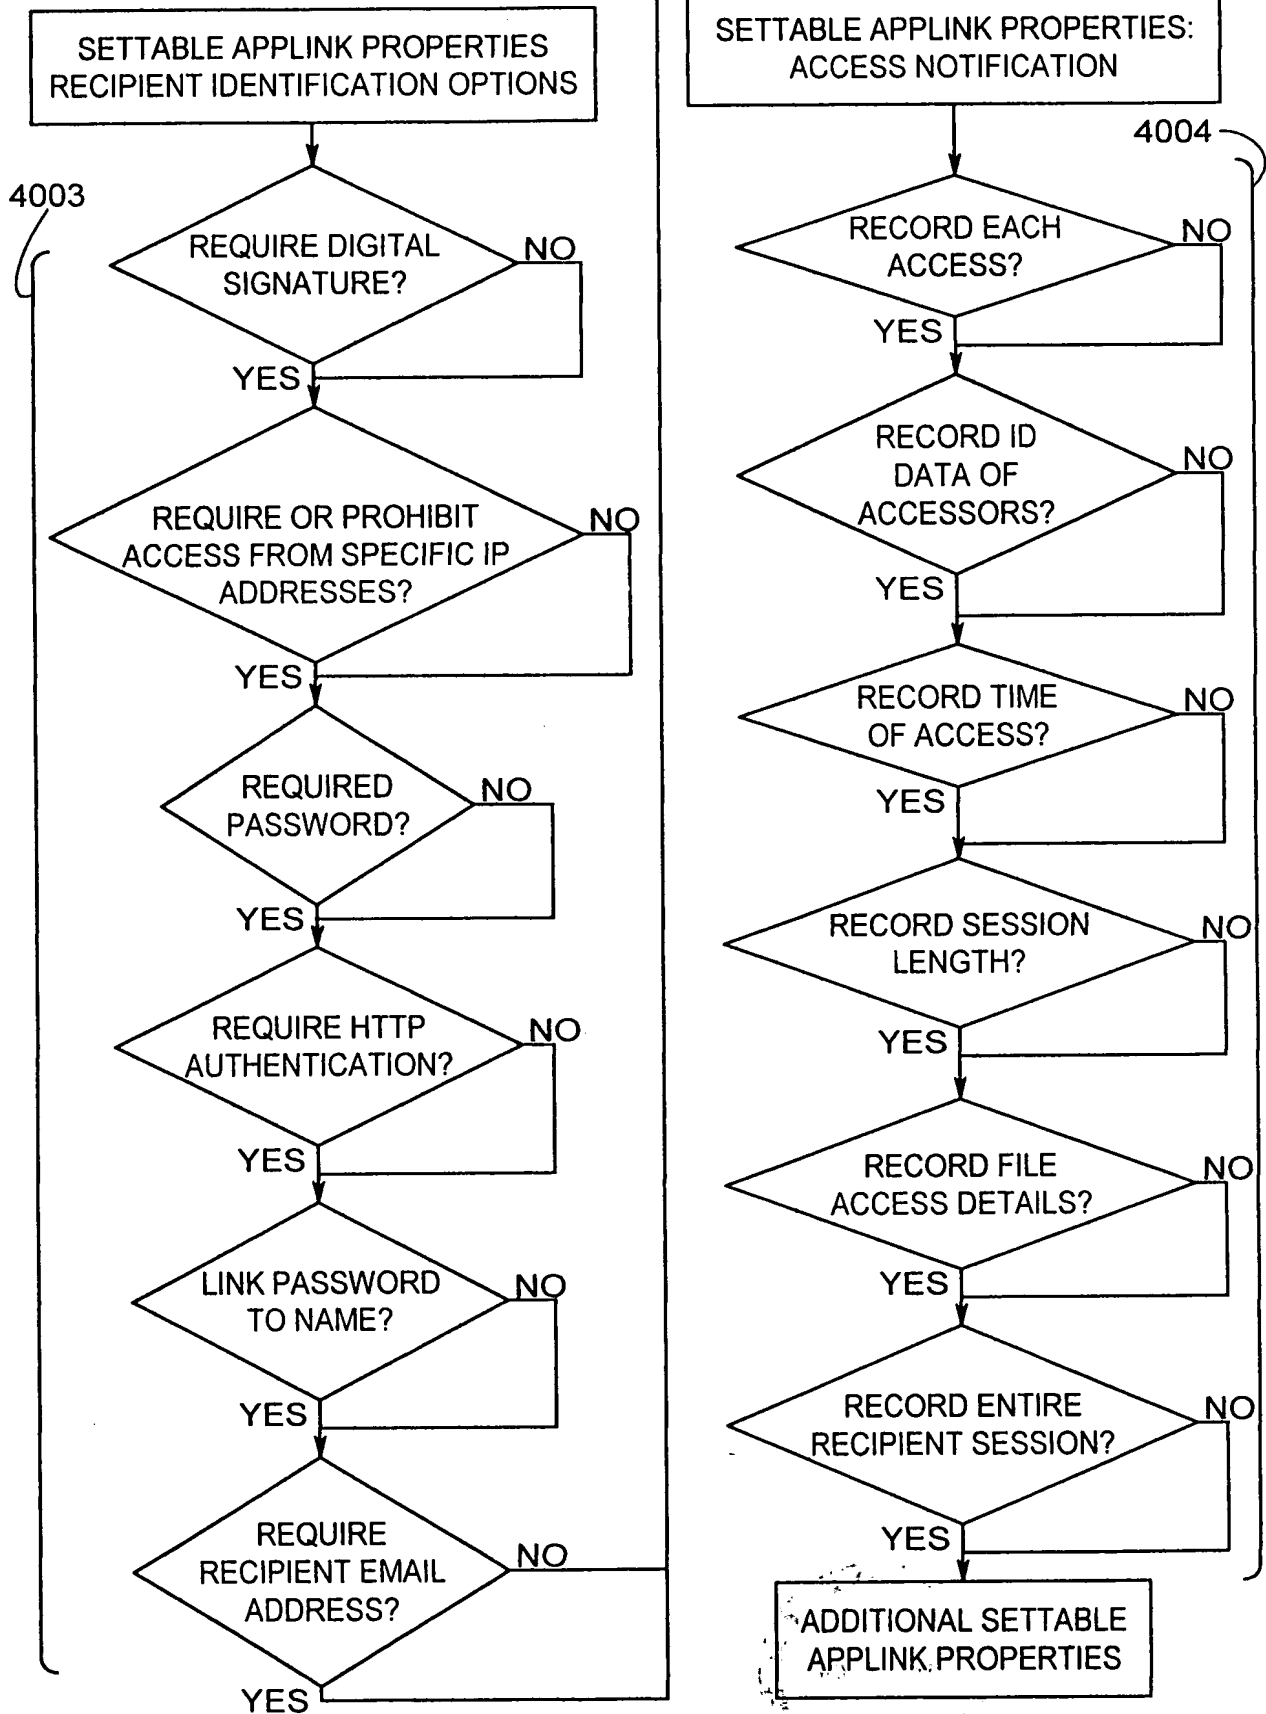 SETTABLE APPLINK PROPERTIES
RECIPIENT IDENTIFICATION OPTIONS
4003
REQUIRE DIGITAL
SIGNATURE?
NO
YES
REQUIRE OR PROHIBIT
ACCESS FROM SPECIFIC IP
ADDRESSES?
NO
YES
REQUIRED
PASSWORD?
NO
YES
REQUIRE HTTP
AUTHENTICATION?
NO
YES
LINK PASSWORD
TO NAME?
NO
YES
REQUIRE
RECIPIENT EMAIL
ADDRESS?
NO
YES
SETTABLE APPLINK PROPERTIES:
ACCESS NOTIFICATION
4004
RECORD EACH
ACCESS?
NO
YES
RECORD ID
DATA OF
ACCESSORS?
NO
YES
RECORD TIME
OF ACCESS?
NO
YES
RECORD SESSION
LENGTH?
NO
YES
RECORD FILE
ACCESS DETAILS?
NO
YES
RECORD ENTIRE
RECIPIENT SESSION?
NO
YES
ADDITIONAL SETTABLE
APPLINK PROPERTIES